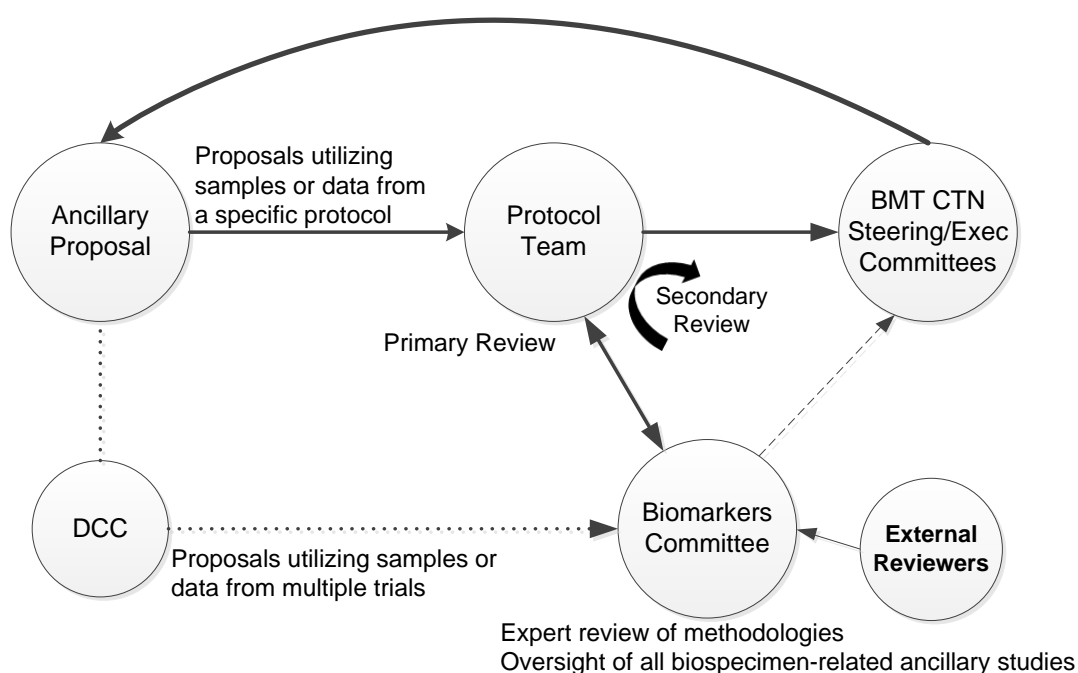 Ancillary
Proposal
Proposals utilizing
samples or data from
a specific protocol
Protocol
Team
BMT CTN
Steering/Exec
Committees
Secondary
Review
Primary Review
DCC
Proposals utilizing samples or
data from multiple trials
Biomarkers
Committee
External
Reviewers
Expert review of methodologies
Oversight of all biospecimen-related ancillary studies